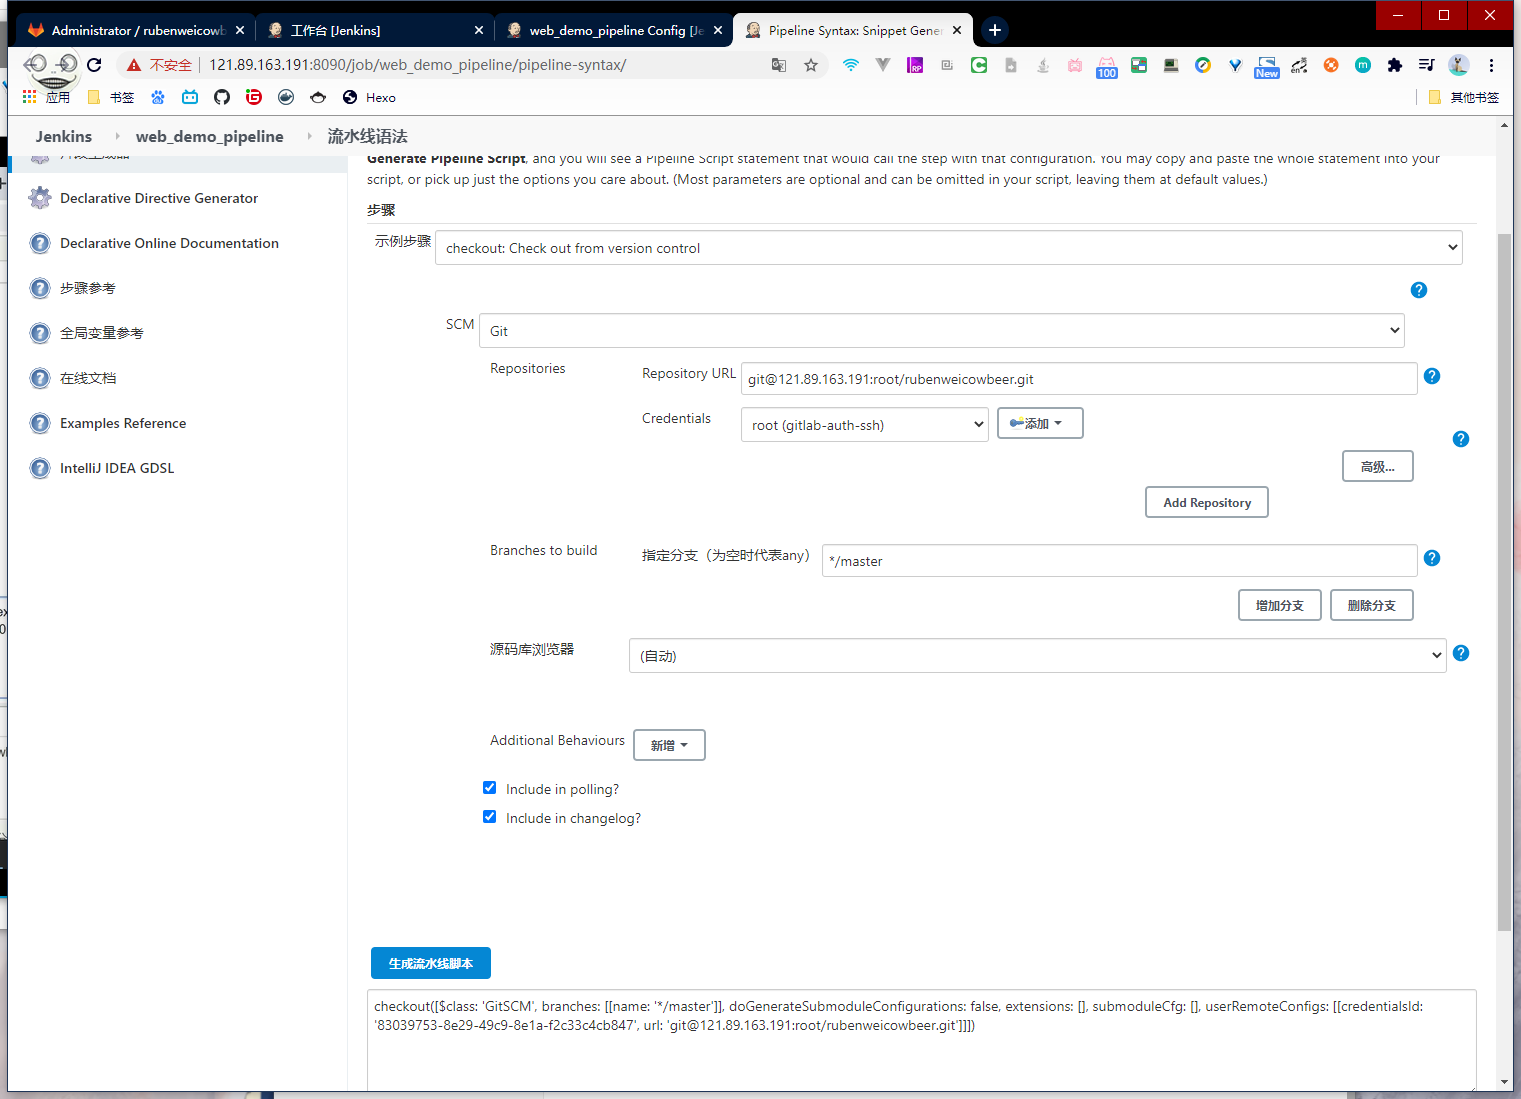 Administrator / rubenweicowb
工作台 [Jenkins]
web_demo_pipeline Config [Je
Pipeline Syntax: Snippet Gener
不安全
121.89.163.191:8090/job/web_demo_pipeline/pipeline-syntax/
100
New
en
应用
书签
Hexo
其他书签
Jenkins
web_demo_pipeline
流水线语法
Generate Pipeline Script, and you will see a Pipeline Script statement that would call the step with that configuration. You may copy and paste the whole statement into your
script, or pick up just the options you care about. (Most parameters are optional and can be omitted in your script, leaving them at default values.)
Declarative Directive Generator
Declarative Online Documentation
步骤参考
全局变量参考
在线文档
Examples Reference
IntelliJ IDEA GDSL
步骤
示例步骤
checkout: Check out from version control
SCM
Git
Repositories
Repository URL
git@121.89.163.191:root/rubenweicowbeer.git
Credentials
root (gitlab-auth-ssh)
添加
高级...
Add Repository
Branches to build
指定分支（为空时代表any）
*/master
增加分支
删除分支
源码库浏览器
(自动)
Additional Behaviours
新增
Include in polling?
Include in changelog?
生成流水线脚本
checkout([$class: 'GitSCM', branches: [[name: '*/master']], doGenerateSubmoduleConfigurations: false, extensions: [], submoduleCfg: [], userRemoteConfigs: [[credentialsId:
'83039753-8e29-49c9-8e1a-f2c33c4cb847', url: 'git@121.89.163.191:root/rubenweicowbeer.git']]])